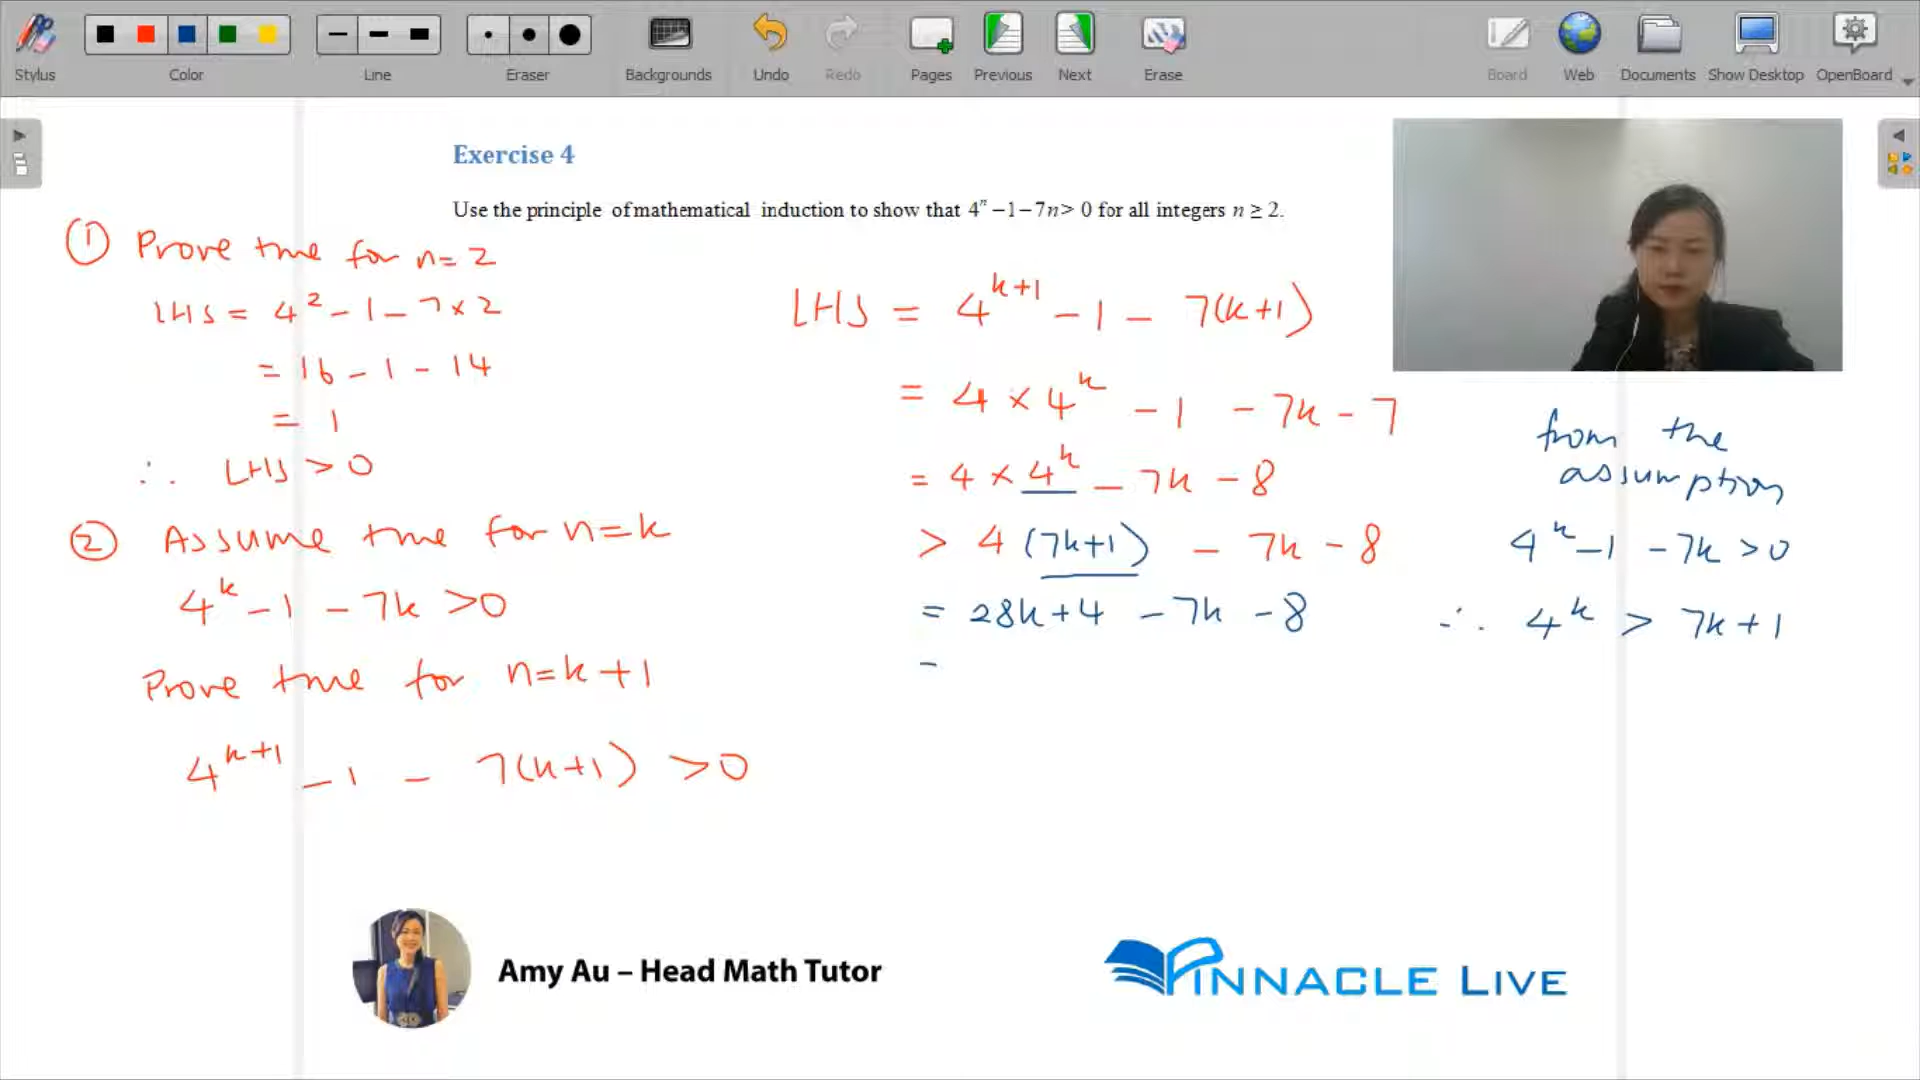 Stylus
Color
Line
Eraser
Backgrounds
Undo
Redo
Pages
Previous
Next
Erase
Board
Web
Documents
Show Desktop
OpenBoard
Exercise 4
Use the principle of mathematical induction to show that 4ⁿ −1−7n> 0 for all integers n ≥ 2.
① Prove true for n=2
LHS = 4² -1 - 7×2
= 16 - 1 - 14
= 1
∴ LHS > 0
② Assume true for n=k
4ᵏ -1 - 7k >0
Prove true for n=k+1
4ᵏ⁺¹ -1 - 7(k+1) >0
LHS = 4ᵏ⁺¹ -1 - 7(k+1)
= 4 × 4ᵏ -1 - 7k - 7
= 4 × 4ᵏ - 7k - 8
> 4 (7k+1) - 7k - 8
= 28k+4 - 7k - 8
-
from the
assumption
4ᵏ -1 - 7k >0
∴ 4ᵏ > 7k+1
Amy Au – Head Math Tutor
PINNACLE LIVE